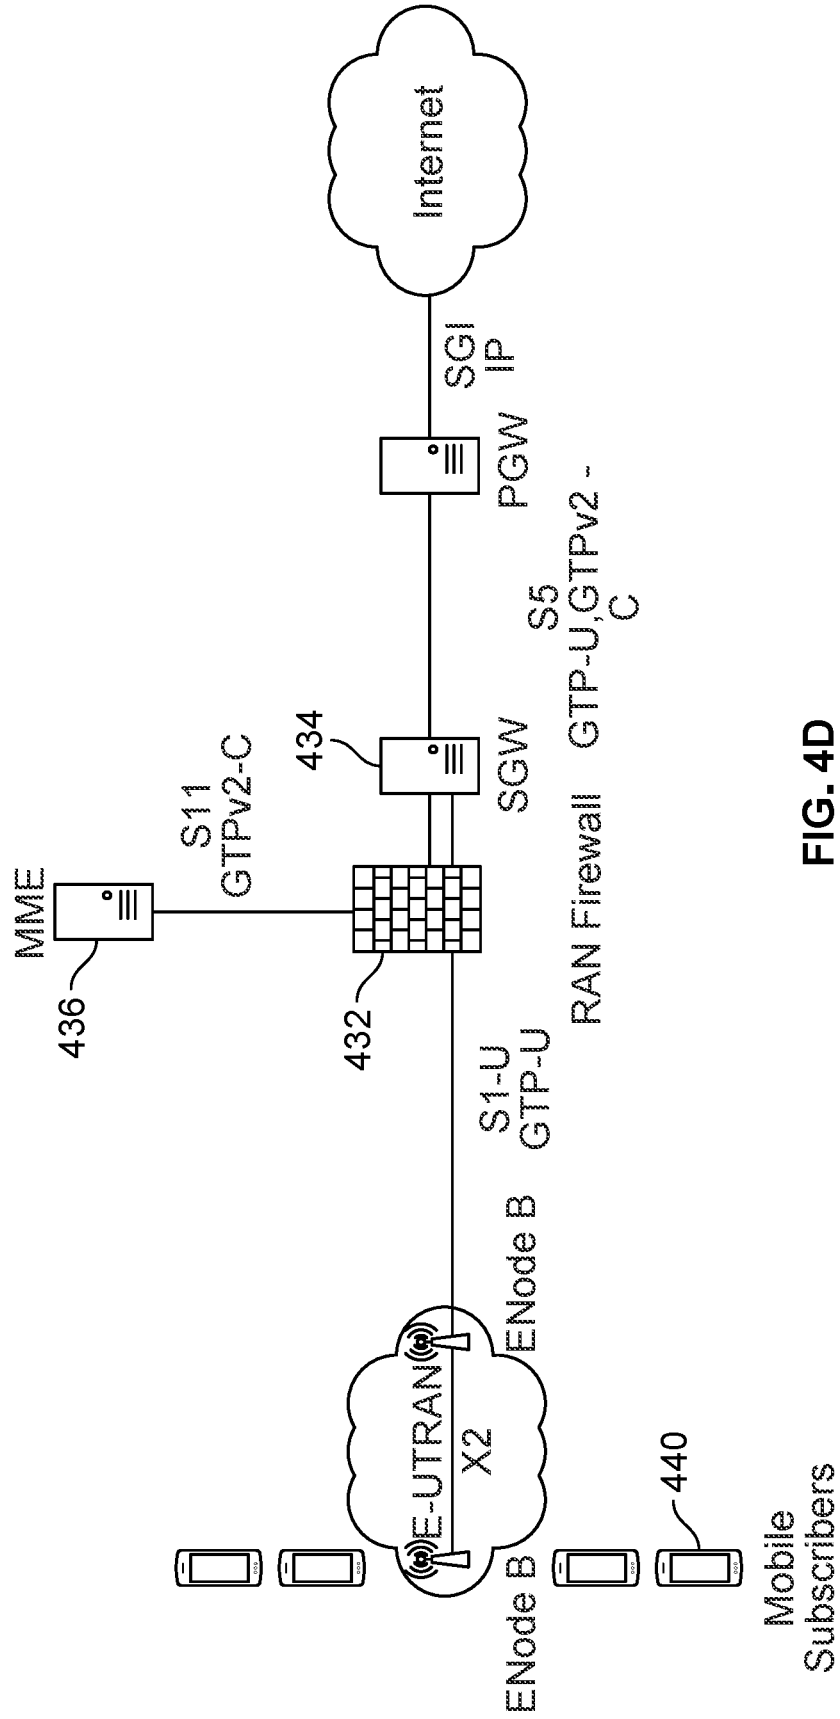 MME
436
S11
GTPv2-C
434
432
E-UTRAN
X2
ENode B
ENode B
S1-U
GTP-U
RAN Firewall
SGW
S5
GTP-U,GTPv2 -
C
PGW
SGI
IP
Internet
440
Mobile
Subscribers
FIG. 4D